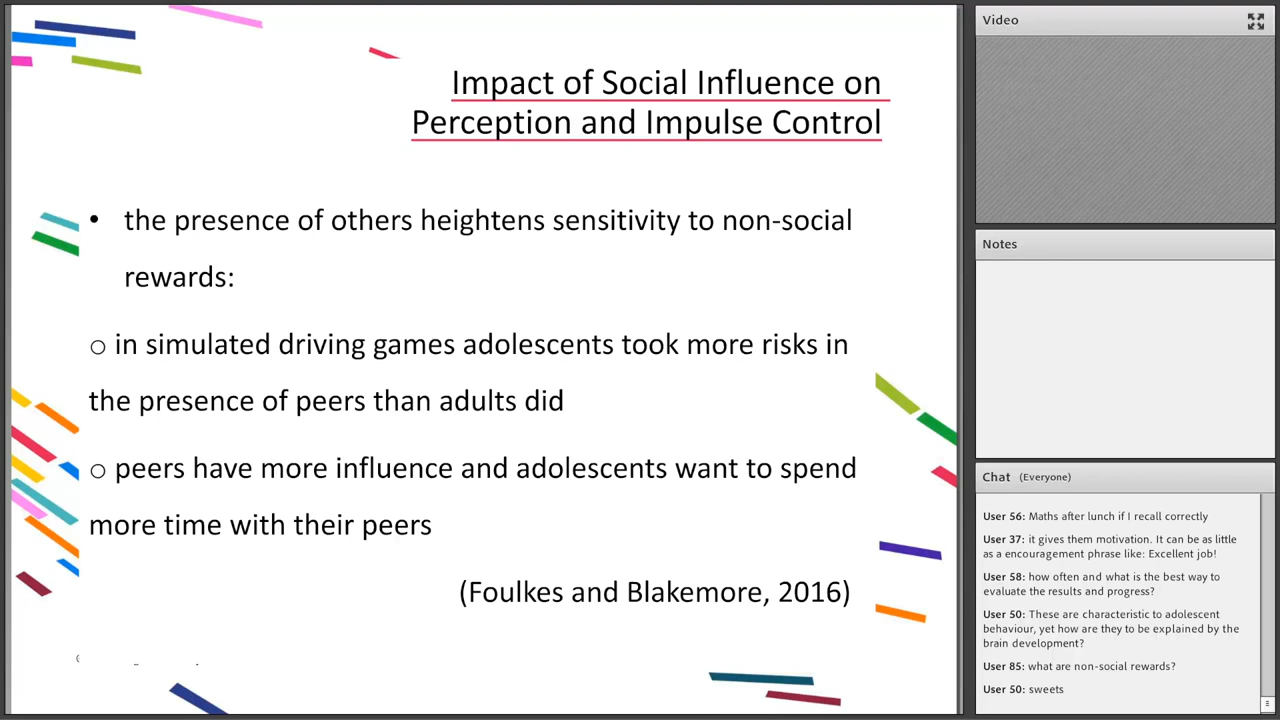 Impact of Social Influence on
Perception and Impulse Control
• the presence of others heightens sensitivity to non-social
rewards:
o in simulated driving games adolescents took more risks in
the presence of peers than adults did
o peers have more influence and adolescents want to spend
more time with their peers
(Foulkes and Blakemore, 2016)
Video
Notes
Chat (Everyone)
User 56: Maths after lunch if I recall correctly
User 37: it gives them motivation. It can be as little
as a encouragement phrase like: Excellent job!
User 58: how often and what is the best way to
evaluate the results and progress?
User 50: These are characteristic to adolescent
behaviour, yet how are they to be explained by the
brain development?
User 85: what are non-social rewards?
User 50: sweets